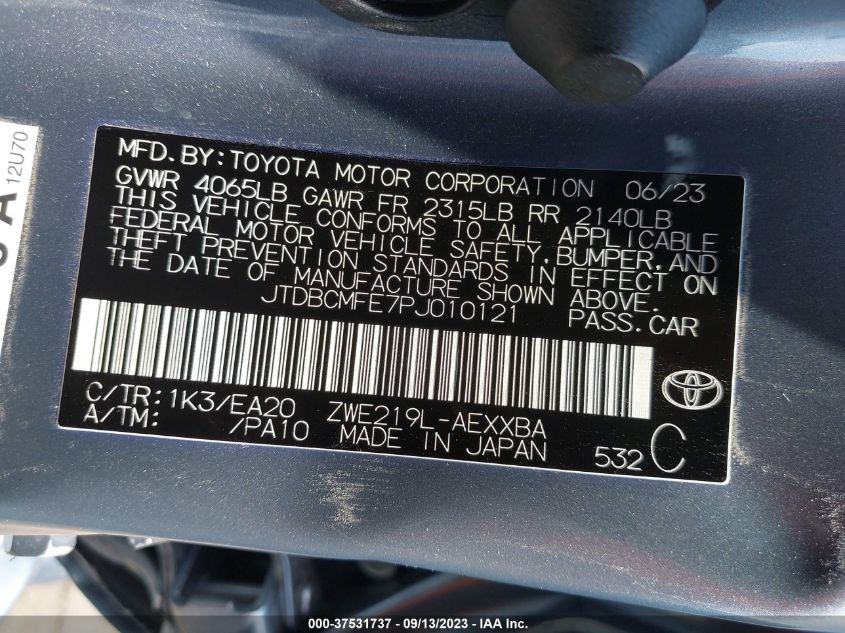 12U70
MFD.BY:TOYOTA MOTOR CORPORATION 06/23
GVWR 4065LB GAWR FR 2315LB RR 2140LB
THIS VEHICLE CONFORMS TO ALL APPLICABLE
FEDERAL MOTOR VEHICLE SAFETY.BUMPER.AND
THEFT PREVENTION STANDARDS IN EFFECT ON
THE DATE OF MANUFACTURE SHOWN ABOVE.
JTDBCMFE7PJ010121 PASS.CAR
C/TR: 1K3/EA20 ZWE219L-AEXXBA
A/TM: /PA10 MADE IN JAPAN 532 C
000-37531737 - 09/13/2023 - IAA Inc.